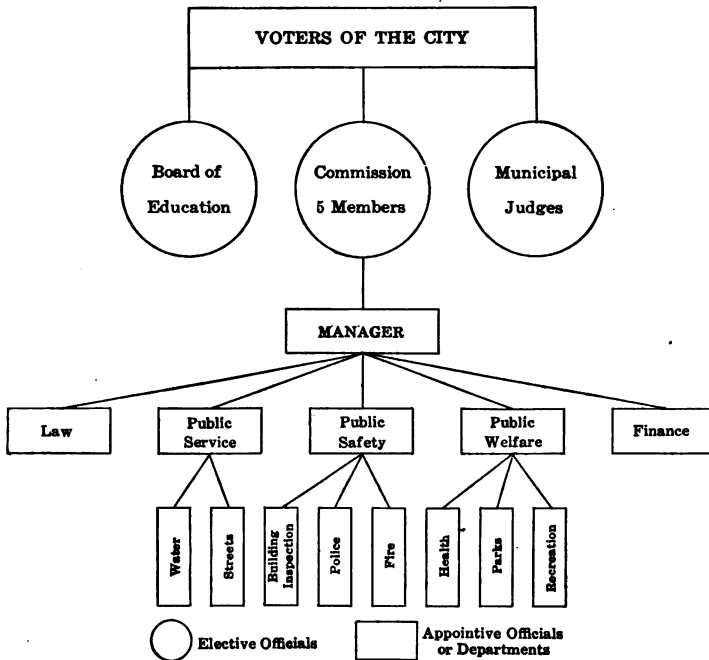 VOTERS OF THE CITY
Board of
Education
Commission
5 Members
Municipal
Judges
MANAGER
Law
Public
Service
Public
Safety
Public
Welfare
Finance
Water
Streets
Building
Inspection
Police
Fire
Health
Parks
Recreation
Elective Officials
Appointive Officials
or Departments